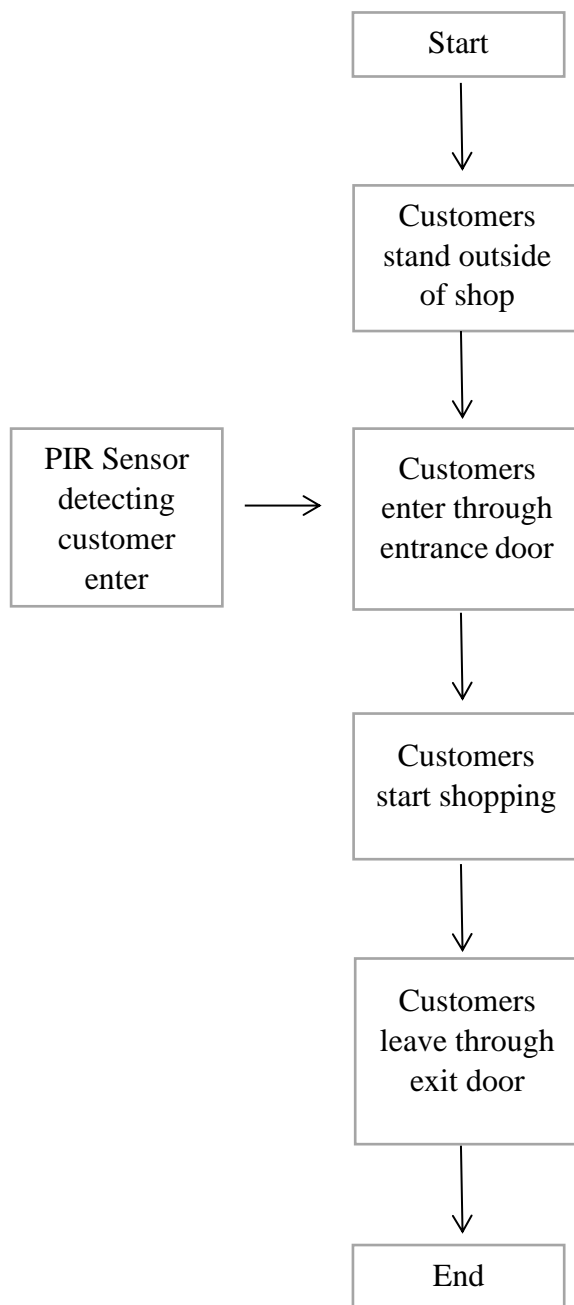 Start
Customers
stand outside
of shop
PIR Sensor
detecting
customer
enter
Customers
enter through
entrance door
Customers
start shopping
Customers
leave through
exit door
End